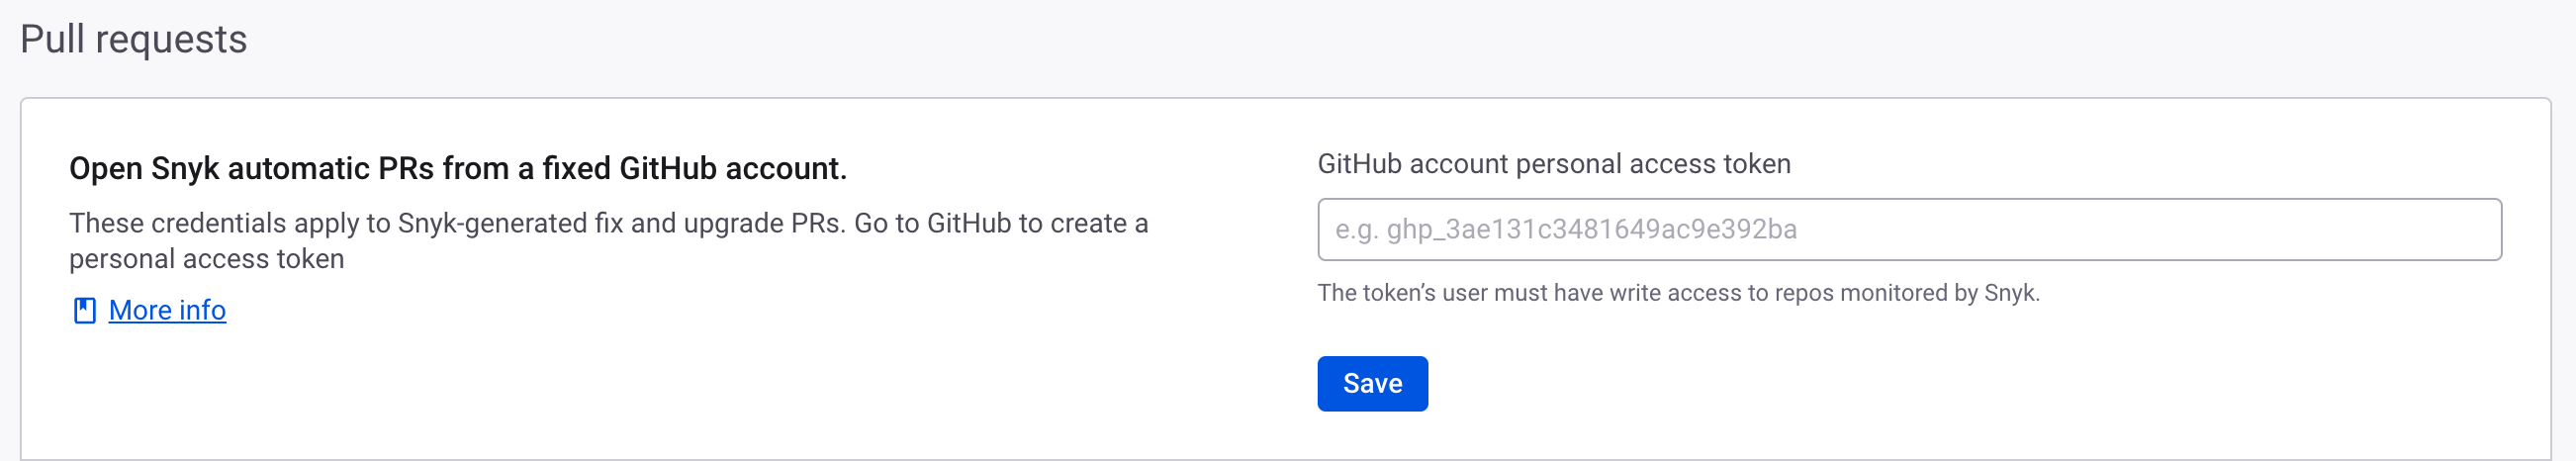 Pull requests
Open Snyk automatic PRs from a fixed GitHub account.
These credentials apply to Snyk-generated fix and upgrade PRs. Go to GitHub to create a
personal access token
More info
GitHub account personal access token
e.g. ghp_3ae131c3481649ac9e392ba
The token’s user must have write access to repos monitored by Snyk.
Save